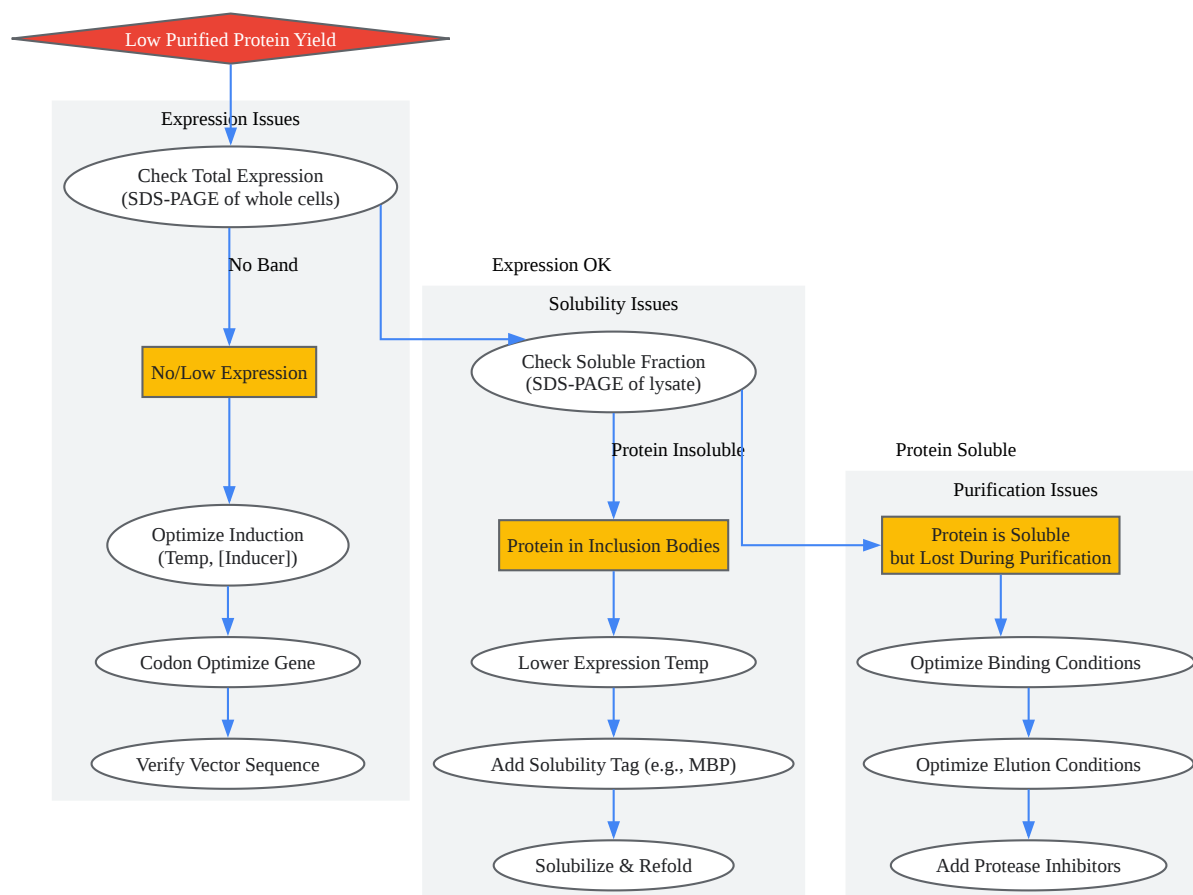 Low Purified Protein Yield
Expression Issues
Check Total Expression
(SDS-PAGE of whole cells)
No Band
No/Low Expression
Optimize Induction
(Temp, [Inducer])
Codon Optimize Gene
Verify Vector Sequence
Expression OK
Solubility Issues
Check Soluble Fraction
(SDS-PAGE of lysate)
Protein Insoluble
Protein in Inclusion Bodies
Lower Expression Temp
Add Solubility Tag (e.g., MBP)
Solubilize & Refold
Protein Soluble
Purification Issues
Protein is Soluble
but Lost During Purification
Optimize Binding Conditions
Optimize Elution Conditions
Add Protease Inhibitors